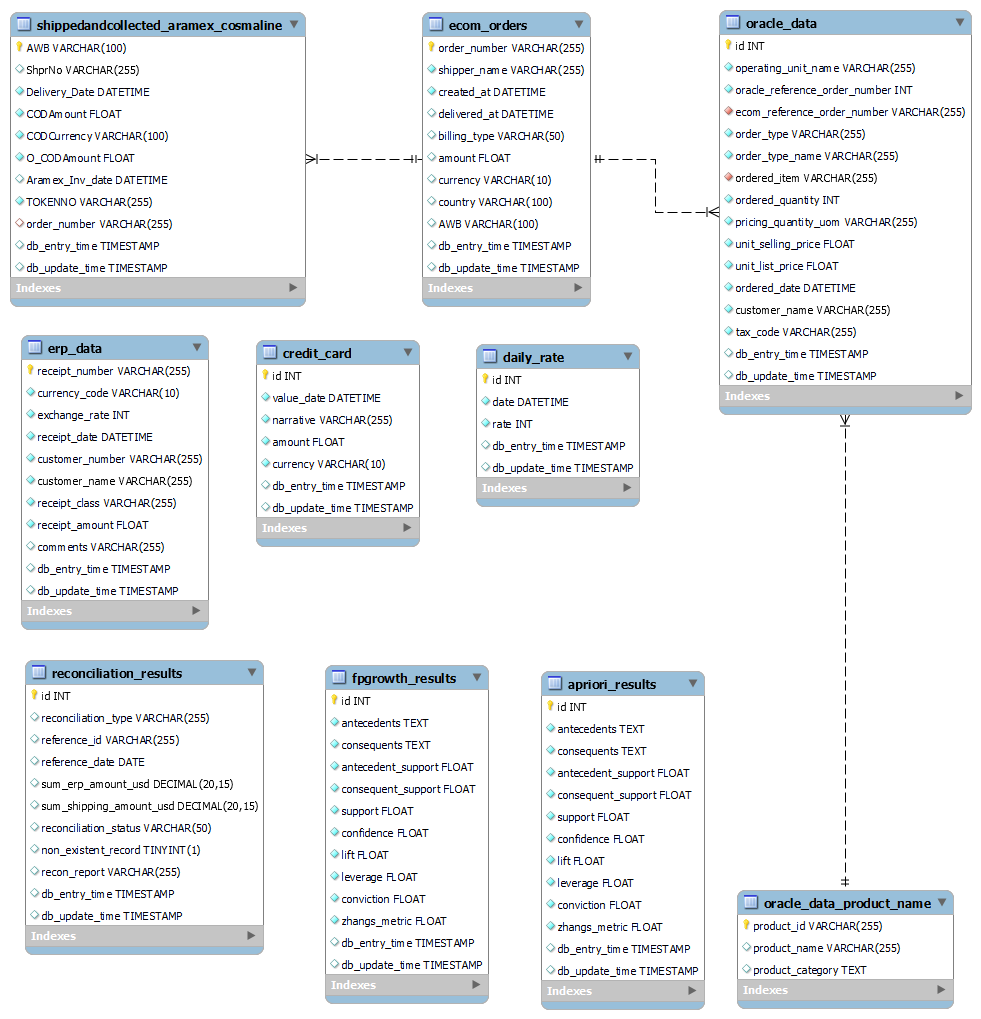 shippedandcollected_aramex_cosmaline
AWB VARCHAR(100)
ShprNo VARCHAR(255)
Delivery_Date DATETIME
CODAmount FLOAT
CODCurrency VARCHAR(100)
O_CODAmount FLOAT
Aramex_Inv_date DATETIME
TOKENNO VARCHAR(255)
order_number VARCHAR(255)
db_entry_time TIMESTAMP
db_update_time TIMESTAMP
Indexes
ecom_orders
order_number VARCHAR(255)
shipper_name VARCHAR(255)
created_at DATETIME
delivered_at DATETIME
billing_type VARCHAR(50)
amount FLOAT
currency VARCHAR(10)
country VARCHAR(100)
AWB VARCHAR(100)
db_entry_time TIMESTAMP
db_update_time TIMESTAMP
Indexes
oracle_data
id INT
operating_unit_name VARCHAR(255)
oracle_reference_order_number INT
ecom_reference_order_number VARCHAR(255)
order_type VARCHAR(255)
order_type_name VARCHAR(255)
ordered_item VARCHAR(255)
ordered_quantity INT
pricing_quantity_uom VARCHAR(255)
unit_selling_price FLOAT
unit_list_price FLOAT
ordered_date DATETIME
customer_name VARCHAR(255)
tax_code VARCHAR(255)
db_entry_time TIMESTAMP
db_update_time TIMESTAMP
Indexes
erp_data
receipt_number VARCHAR(255)
currency_code VARCHAR(10)
exchange_rate INT
receipt_date DATETIME
customer_number VARCHAR(255)
customer_name VARCHAR(255)
receipt_class VARCHAR(255)
receipt_amount FLOAT
comments VARCHAR(255)
db_entry_time TIMESTAMP
db_update_time TIMESTAMP
Indexes
credit_card
id INT
value_date DATETIME
narrative VARCHAR(255)
amount FLOAT
currency VARCHAR(10)
db_entry_time TIMESTAMP
db_update_time TIMESTAMP
Indexes
daily_rate
id INT
date DATETIME
rate INT
db_entry_time TIMESTAMP
db_update_time TIMESTAMP
Indexes
reconciliation_results
id INT
reconciliation_type VARCHAR(255)
reference_id VARCHAR(255)
reference_date DATE
sum_erp_amount_usd DECIMAL(20,15)
sum_shipping_amount_usd DECIMAL(20,15)
reconciliation_status VARCHAR(50)
non_existent_record TINYINT(1)
recon_report VARCHAR(255)
db_entry_time TIMESTAMP
db_update_time TIMESTAMP
Indexes
fpgrowth_results
id INT
antecedents TEXT
consequents TEXT
antecedent_support FLOAT
consequent_support FLOAT
support FLOAT
confidence FLOAT
lift FLOAT
leverage FLOAT
conviction FLOAT
zhangs_metric FLOAT
db_entry_time TIMESTAMP
db_update_time TIMESTAMP
Indexes
apriori_results
id INT
antecedents TEXT
consequents TEXT
antecedent_support FLOAT
consequent_support FLOAT
support FLOAT
confidence FLOAT
lift FLOAT
leverage FLOAT
conviction FLOAT
zhangs_metric FLOAT
db_entry_time TIMESTAMP
db_update_time TIMESTAMP
Indexes
oracle_data_product_name
product_id VARCHAR(255)
product_name VARCHAR(255)
product_category TEXT
Indexes